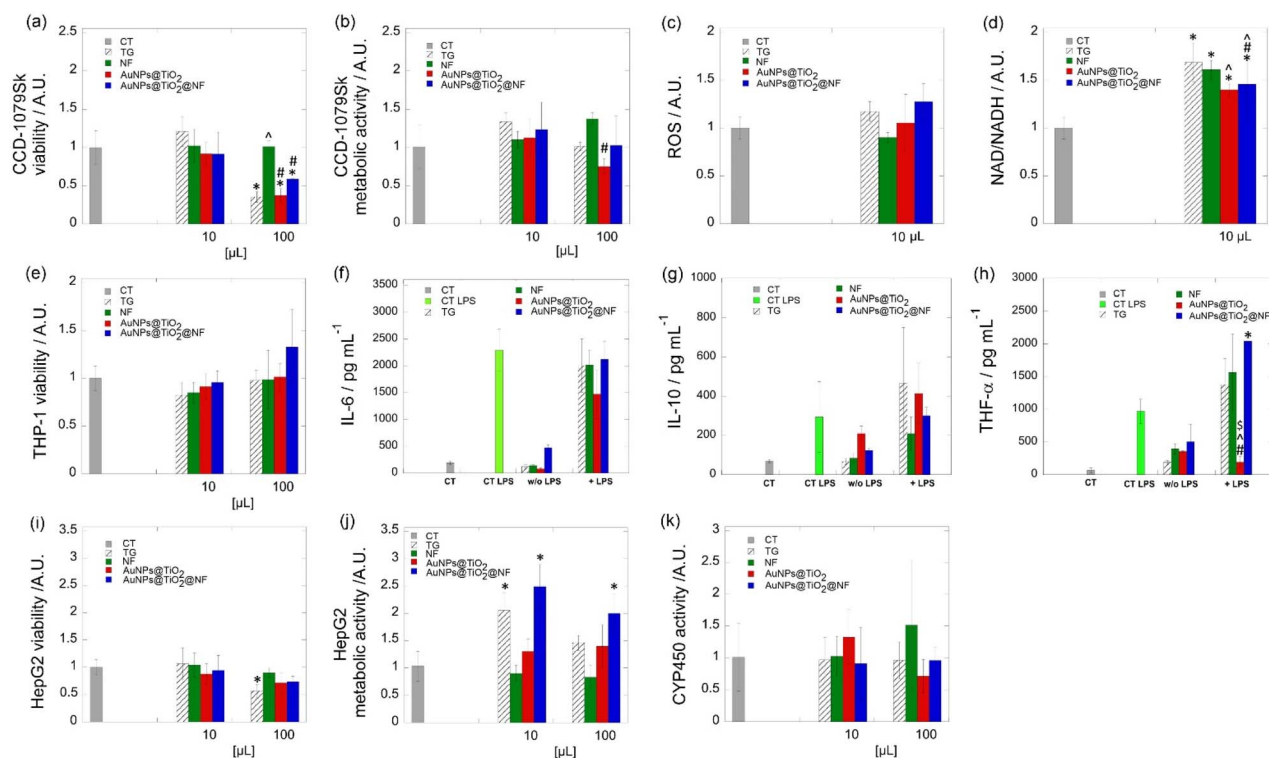 (a)
CCD-1079Sk
viability / A.U.
2.5
2
1.5
1
0.5
0
CT
TG
NF
AuNPs@TiO2
AuNPs@TiO2@NF
^
*
#
*
#
*
10
100
[µL]
(b)
CCD-1079Sk
metabolic activity / A.U.
2.5
2
1.5
1
0.5
0
CT
TG
NF
AuNPs@TiO2
AuNPs@TiO2@NF
#
10
100
[µL]
(c)
ROS / A.U.
2
1.5
1
0.5
0
CT
TG
NF
AuNPs@TiO2
AuNPs@TiO2@NF
10 µL
(d)
NAD/NADH / A.U.
2
1.5
1
0.5
0
CT
TG
NF
AuNPs@TiO2
AuNPs@TiO2@NF
*
*
^
*
^
#
*
10 µL
(e)
THP-1 viability / A.U.
2
1.5
1
0.5
0
CT
TG
NF
AuNPs@TiO2
AuNPs@TiO2@NF
10
100
[µL]
(f)
IL-6 / pg mL⁻¹
3500
3000
2500
2000
1500
1000
500
0
CT
CT LPS
TG
NF
AuNPs@TiO2
AuNPs@TiO2@NF
CT
CT LPS
w/o LPS
+ LPS
(g)
IL-10 / pg mL⁻¹
1000
800
600
400
200
0
CT
CT LPS
TG
NF
AuNPs@TiO2
AuNPs@TiO2@NF
CT
CT LPS
w/o LPS
+ LPS
(h)
THF-α / pg mL⁻¹
3000
2500
2000
1500
1000
500
0
CT
CT LPS
TG
NF
AuNPs@TiO2
AuNPs@TiO2@NF
$
^
#
*
CT
CT LPS
w/o LPS
+ LPS
(i)
HepG2 viability /A.U.
3.5
3
2.5
2
1.5
1
0.5
0
CT
TG
NF
AuNPs@TiO2
AuNPs@TiO2@NF
*
10
100
[µL]
(j)
HepG2
metabolic activity /A.U.
3.5
3
2.5
2
1.5
1
0.5
0
CT
TG
NF
AuNPs@TiO2
AuNPs@TiO2@NF
*
*
*
10
100
[µL]
(k)
CYP450 activity /A.U.
3
2.5
2
1.5
1
0.5
0
CT
TG
NF
AuNPs@TiO2
AuNPs@TiO2@NF
10
100
[µL]